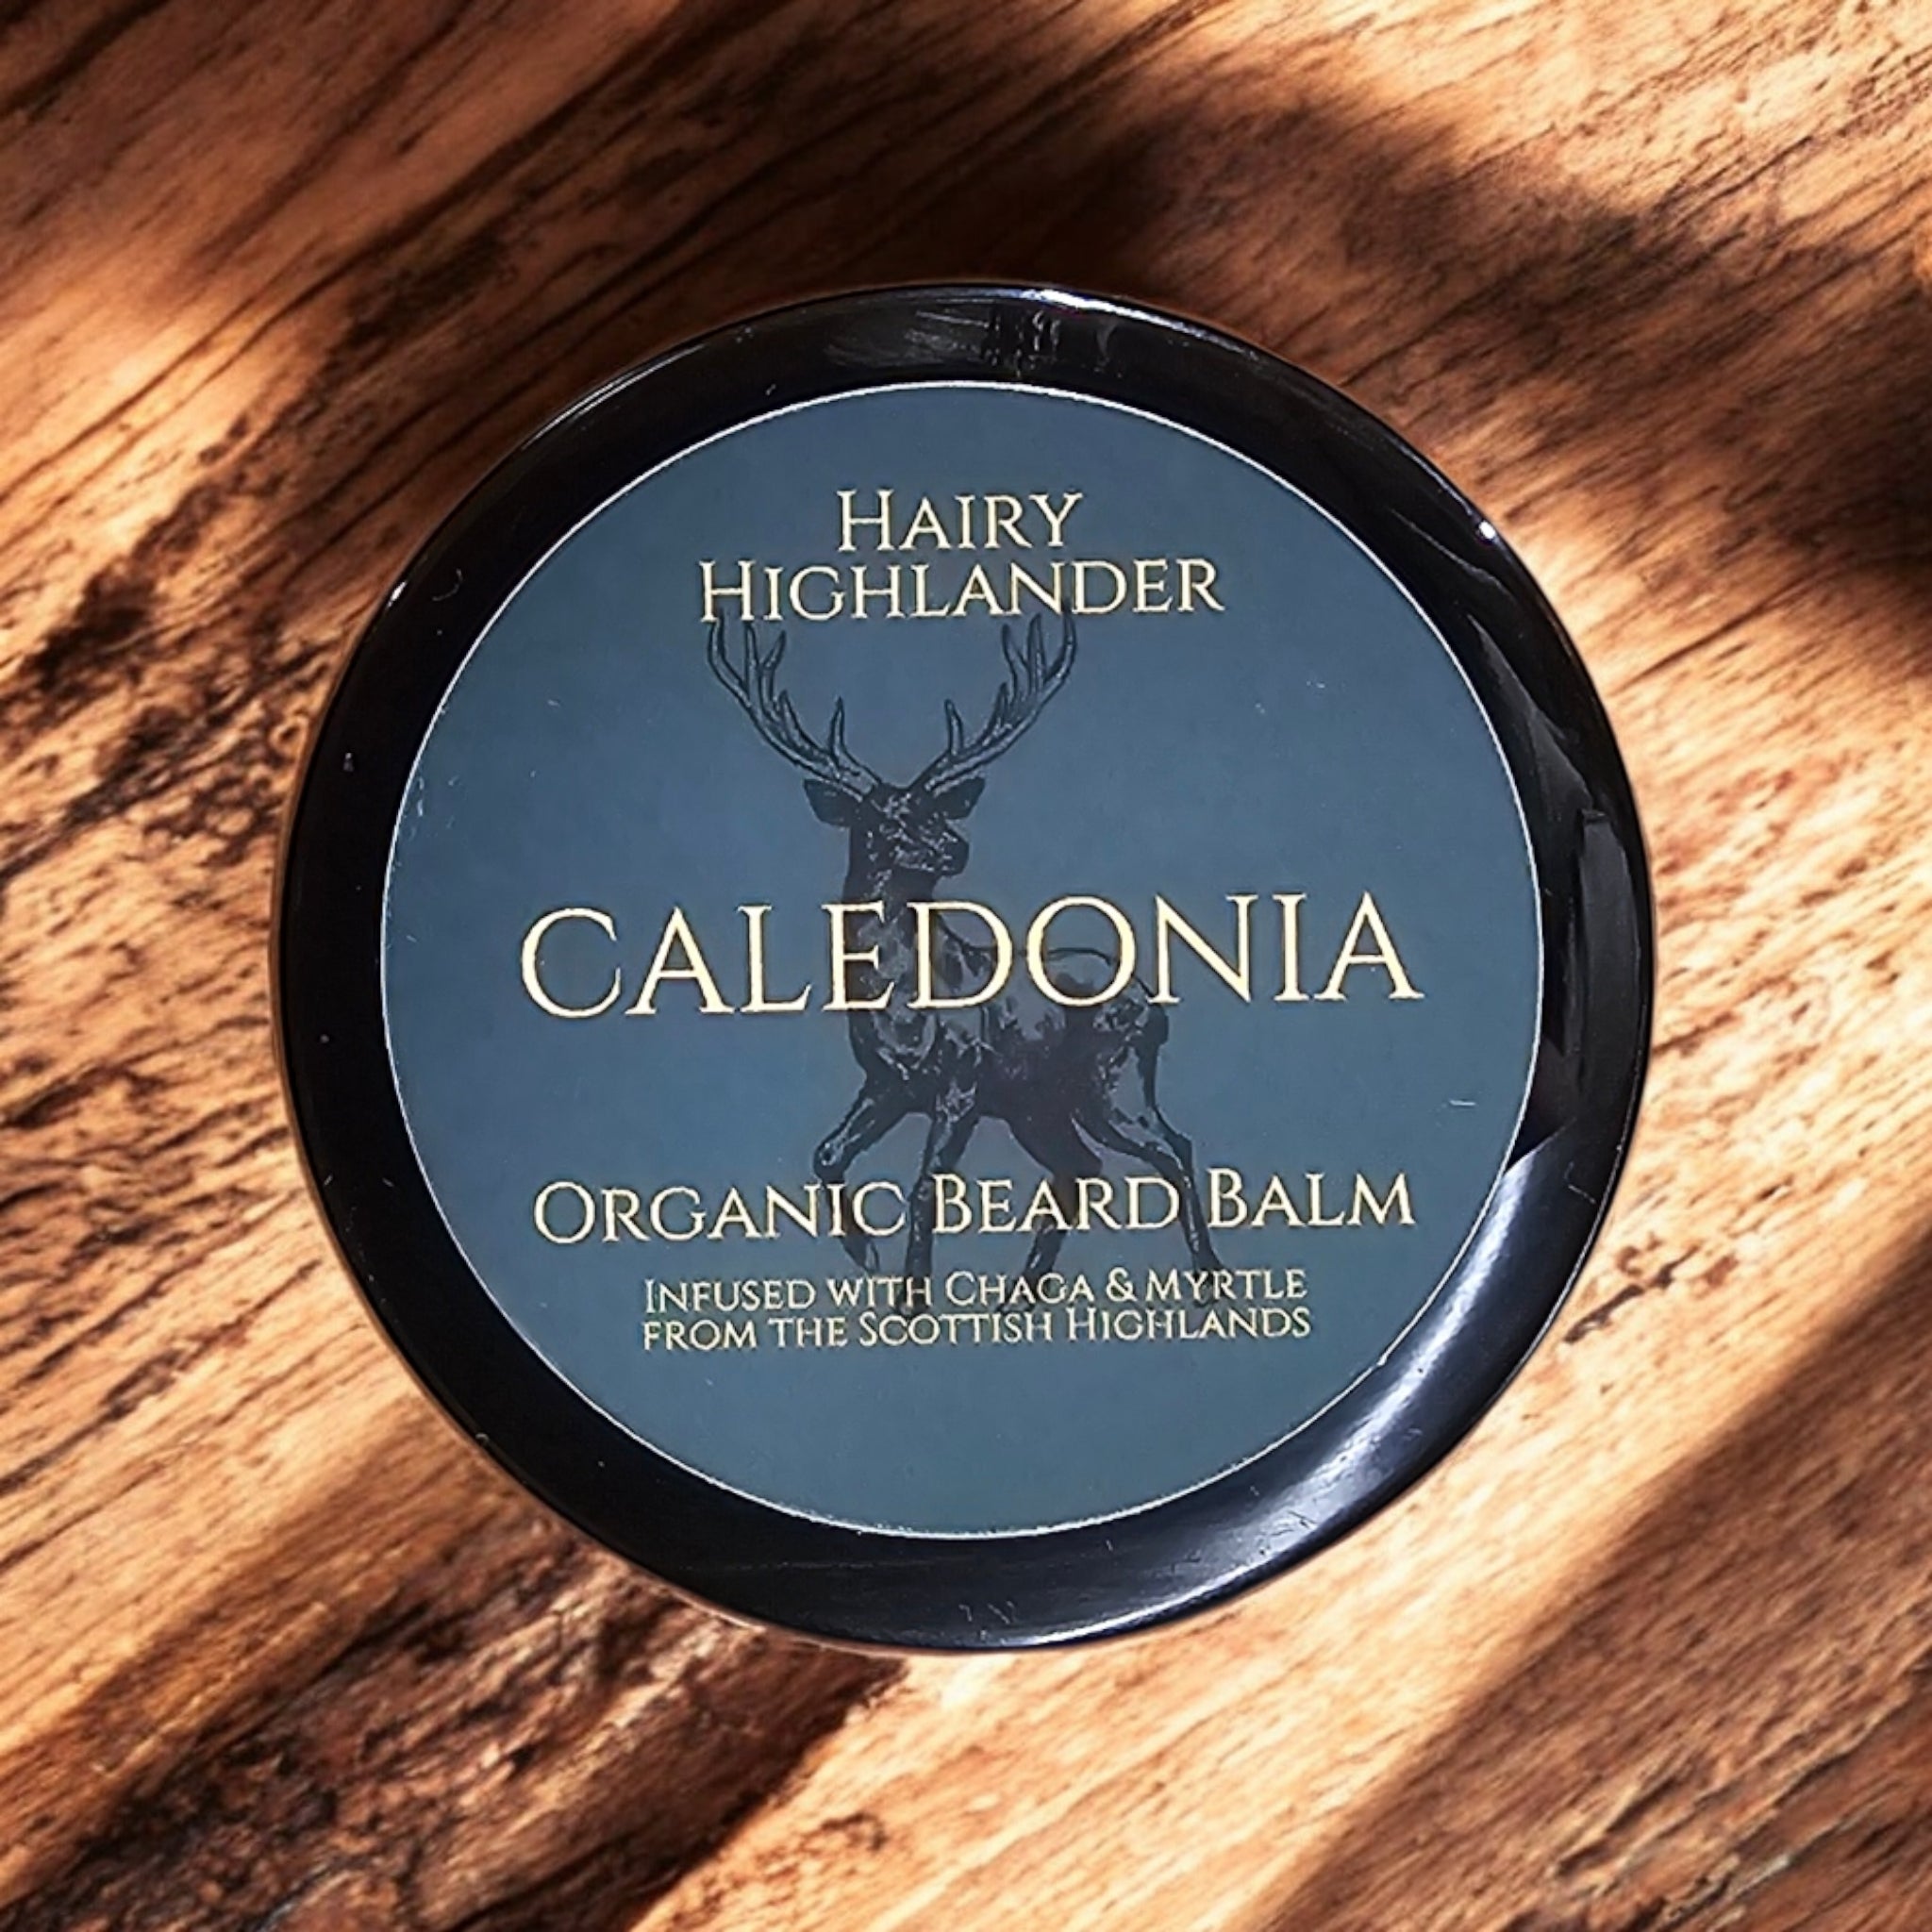 Hairy
Highlander
CALEDONIA
Organic Beard Balm
Infused with Chaga & Myrtle
from the Scottish Highlands